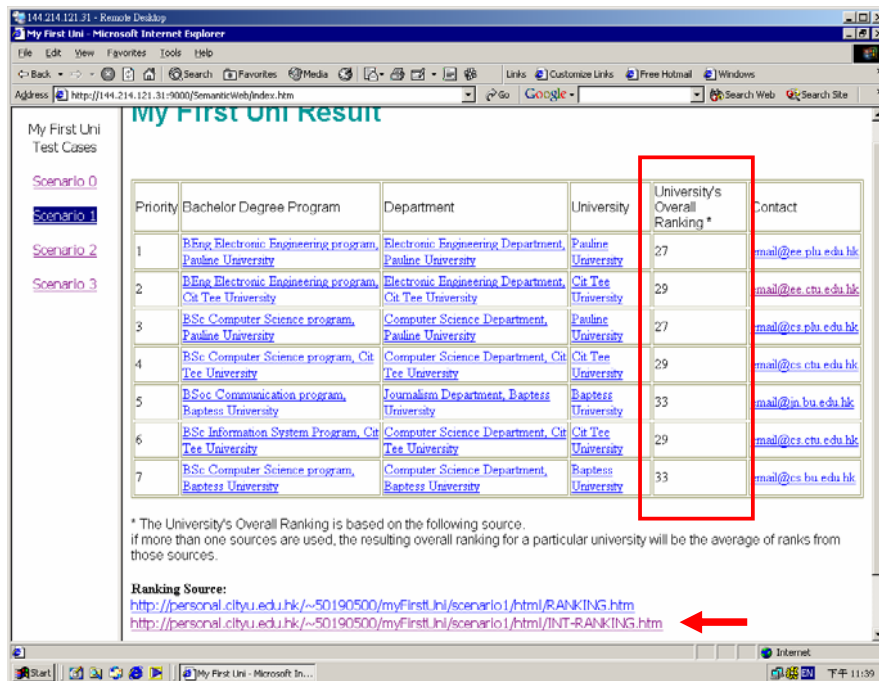 144.214.121.31 - Remote Desktop
My First Uni - Microsoft Internet Explorer
File Edit View Favorites Tools Help
Back Search Favorites Media Links Customize Links Free Hotmail Windows
Address http://144.214.121.31:9000/SemanticWeb/index.htm Go Google Search Web Search Site
My First Uni
Test Cases
Scenario 0
Scenario 1
Scenario 2
Scenario 3
My First Uni Result
Priority Bachelor Degree Program Department University University's Overall Ranking * Contact
1 BEng Electronic Engineering program, Pauline University Electronic Engineering Department, Pauline University Pauline University 27 email@ee.plu.edu.hk
2 BEng Electronic Engineering program, Cit Tee University Electronic Engineering Department, Cit Tee University Cit Tee University 29 email@ee.ctu.edu.hk
3 BSc Computer Science program, Pauline University Computer Science Department, Pauline University Pauline University 27 email@cs.plu.edu.hk
4 BSc Computer Science program, Cit Tee University Computer Science Department, Cit Tee University Cit Tee University 29 email@cs.ctu.edu.hk
5 BSoc Communication program, Baptess University Journalism Department, Baptess University Baptess University 33 email@jn.bu.edu.hk
6 BSc Information System Program, Cit Tee University Computer Science Department, Cit Tee University Cit Tee University 29 email@cs.ctu.edu.hk
7 BSc Computer Science program, Baptess University Computer Science Department, Baptess University Baptess University 33 email@cs.bu.edu.hk
* The University's Overall Ranking is based on the following source.
if more than one sources are used, the resulting overall ranking for a particular university will be the average of ranks from
those sources.
Ranking Source:
http://personal.cityu.edu.hk/~50190500/myFirstUni/scenario1/html/RANKING.htm
http://personal.cityu.edu.hk/~50190500/myFirstUni/scenario1/html/INT-RANKING.htm
Internet
Start My First Uni - Microsoft In... EN 下午 11:39